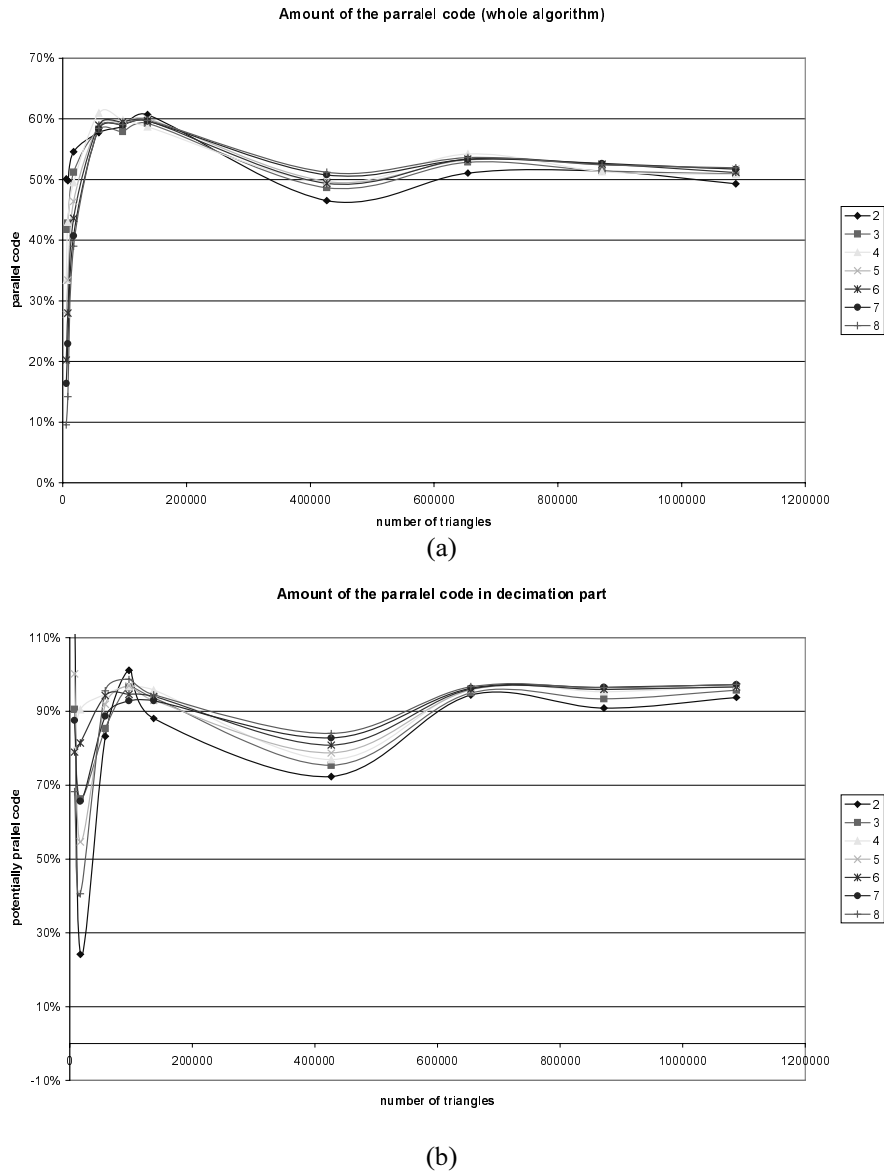 Amount of the parralel code (whole algorithm)
70%
60%
50%
40%
30%
20%
10%
0%
parallel code
0 200000 400000 600000 800000 1000000 1200000
number of triangles
2
3
4
5
6
7
8
(a)
Amount of the parralel code in decimation part
110%
90%
70%
50%
30%
10%
-10%
potentially prallel code
0 200000 400000 600000 800000 1000000 1200000
number of triangles
2
3
4
5
6
7
8
(b)